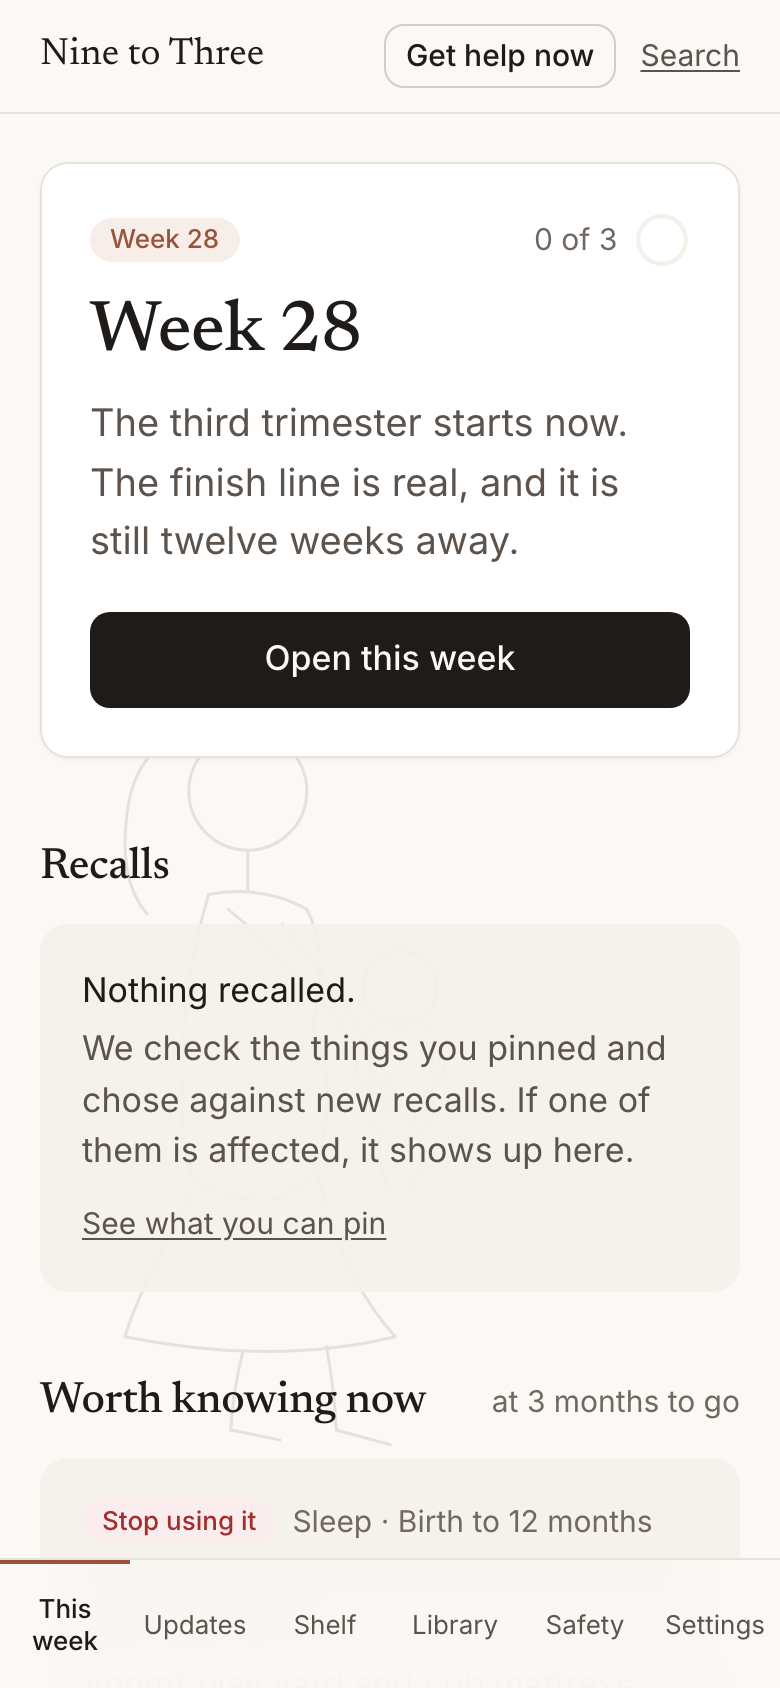 Nine to Three
Get help now
Search
Week 28
0 of 3
Week 28
The third trimester starts now.
The finish line is real, and it is
still twelve weeks away.
Open this week
Recalls
Nothing recalled.
We check the things you pinned and
chose against new recalls. If one of
them is affected, it shows up here.
See what you can pin
Worth knowing now
at 3 months to go
Stop using it
Sleep · Birth to 12 months
This
week
Updates
Shelf
Library
Safety
Settings